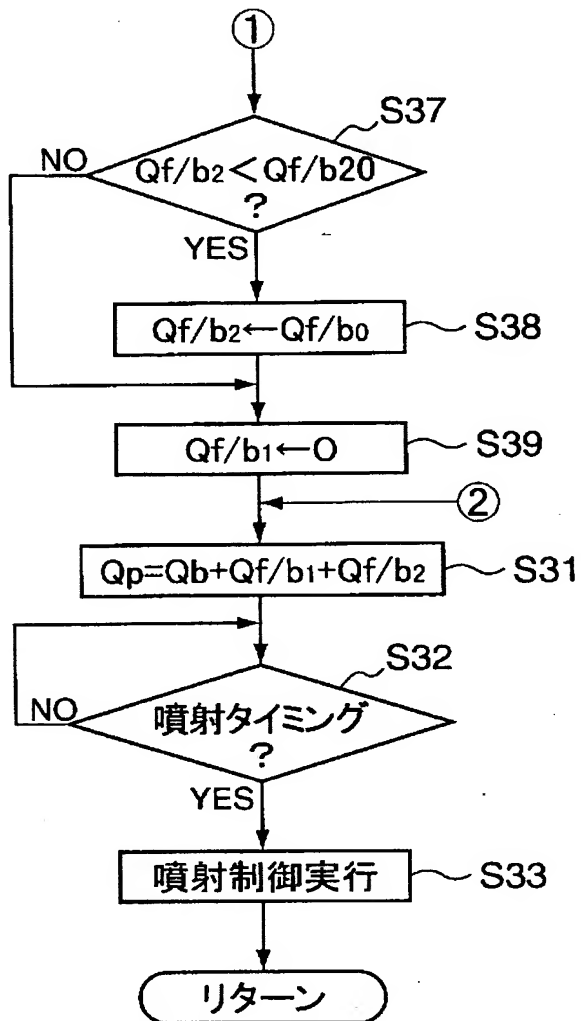 ①
S37
NO
Qf/b2<Qf/b20
?
YES
Qf/b2←Qf/b0
S38
Qf/b1←O
S39
②
Qp=Qb+Qf/b1+Qf/b2
S31
S32
NO
噴射タイミング
?
YES
噴射制御実行
S33
リターン